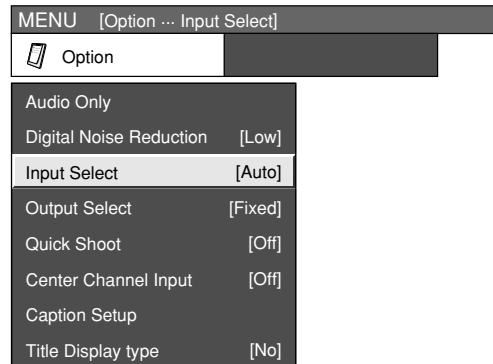 MENU [Option ··· Input Select]
Option
Audio Only
Digital Noise Reduction [Low]
Input Select [Auto]
Output Select [Fixed]
Quick Shoot [Off]
Center Channel Input [Off]
Caption Setup
Title Display type [No]